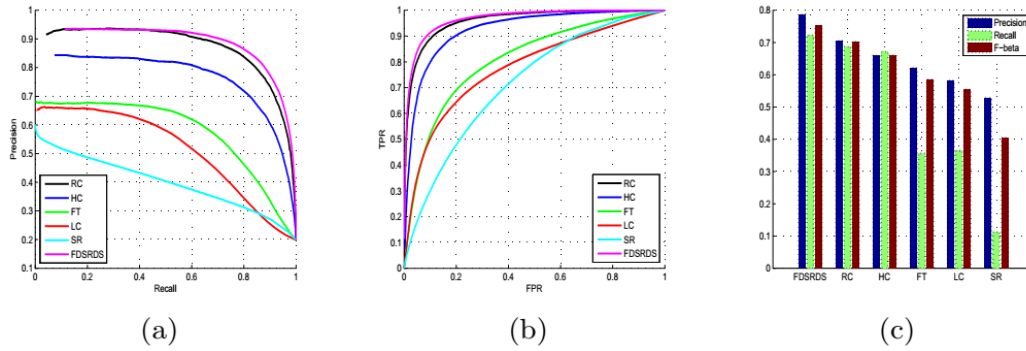 1
0.9
0.8
0.7
0.6
0.5
0.4
0.3
0.2
0.1
Precision
RC
HC
FT
LC
SR
FDSRDS
0 0.2 0.4 0.6 0.8 1
Recall
(a)
1
0.9
0.8
0.7
0.6
0.5
0.4
0.3
0.2
0.1
0
TPR
RC
HC
FT
LC
SR
FDSRDS
0.2 0.4 0.6 0.8 1
FPR
(b)
0.8
0.7
0.6
0.5
0.4
0.3
0.2
0.1
0
Precision
Recall
F-beta
FDSRDS RC HC FT LC SR
(c)